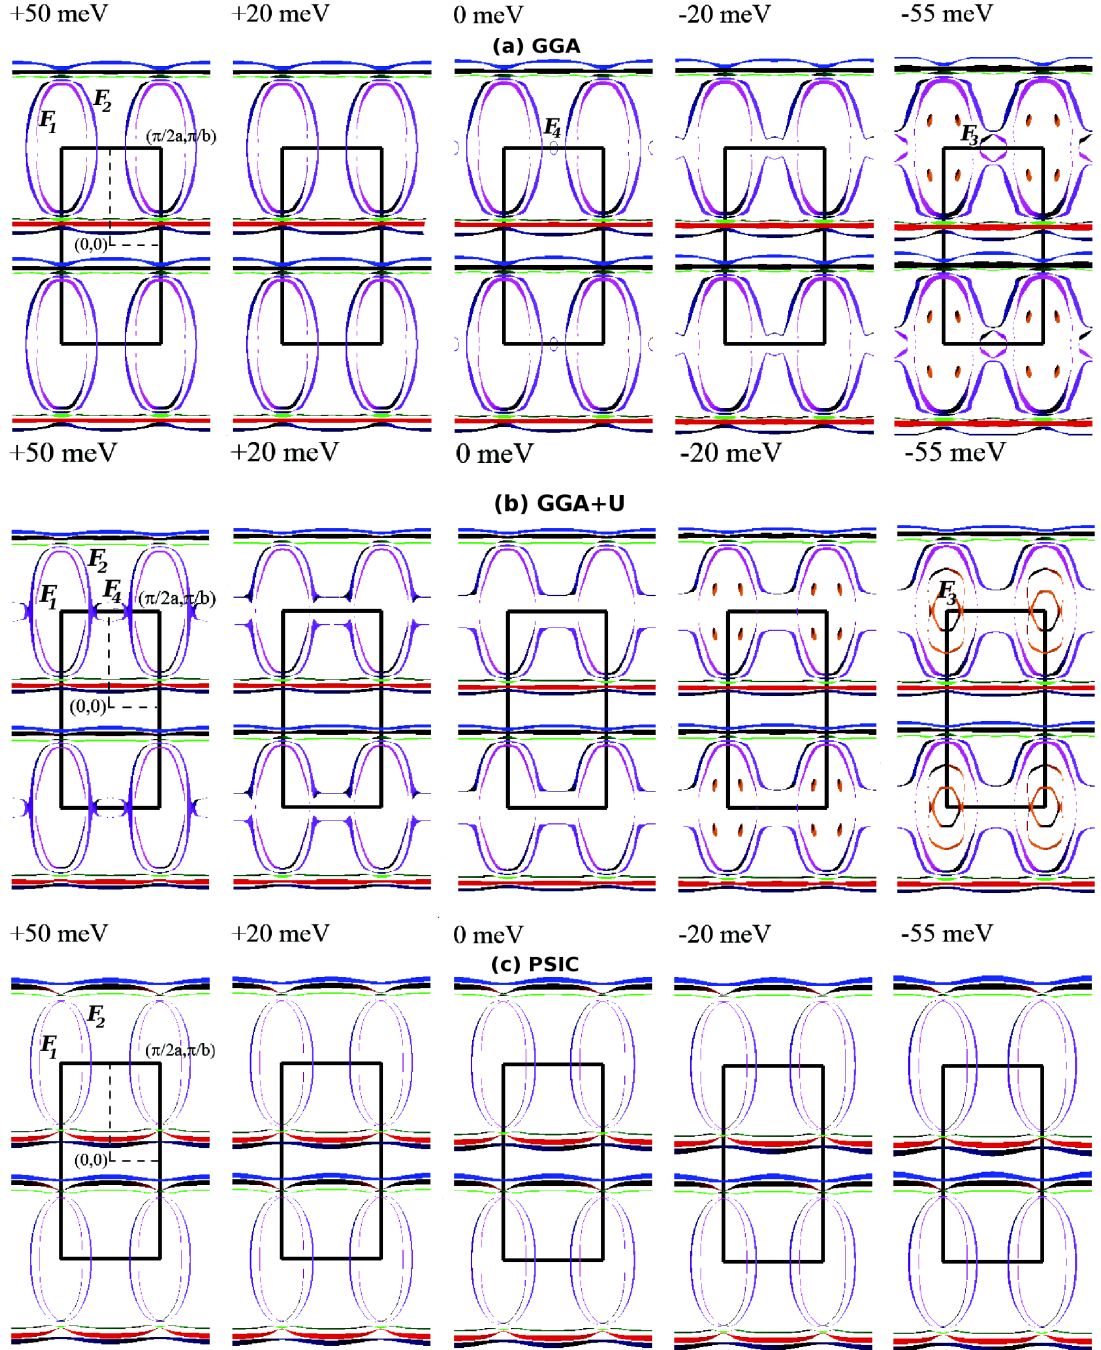 +50 meV +20 meV 0 meV -20 meV -55 meV
(a) GGA
F1 F2 F4 F3
(π/2a,π/b)
(0,0)
+50 meV +20 meV 0 meV -20 meV -55 meV
(b) GGA+U
F2
F1 F4 (π/2a,π/b) F3
(0,0)
+50 meV +20 meV 0 meV -20 meV -55 meV
(c) PSIC
F2
F1 (π/2a,π/b)
(0,0)